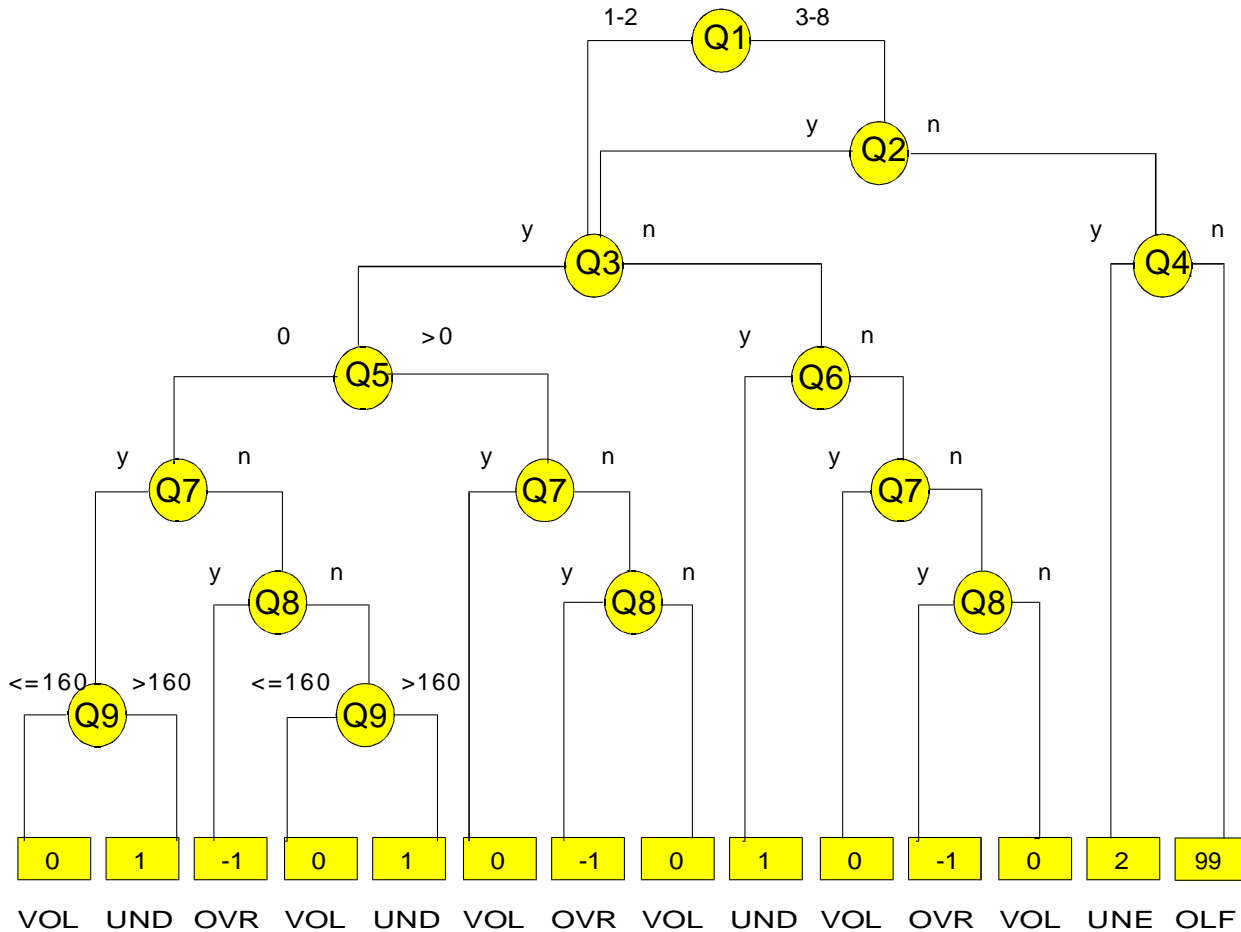 1-2 Q1 3-8
y Q2 n
y Q3 n y Q4 n
0 Q5 >0 y Q6 n
y Q7 n y Q7 n y Q7 n
y Q8 n y Q8 n y Q8 n
<=160 Q9 >160 <=160 Q9 >160
0 1 -1 0 1 0 -1 0 1 0 -1 0 2 99
VOL UND OVR VOL UND VOL OVR VOL UND VOL OVR VOL UNE OLF